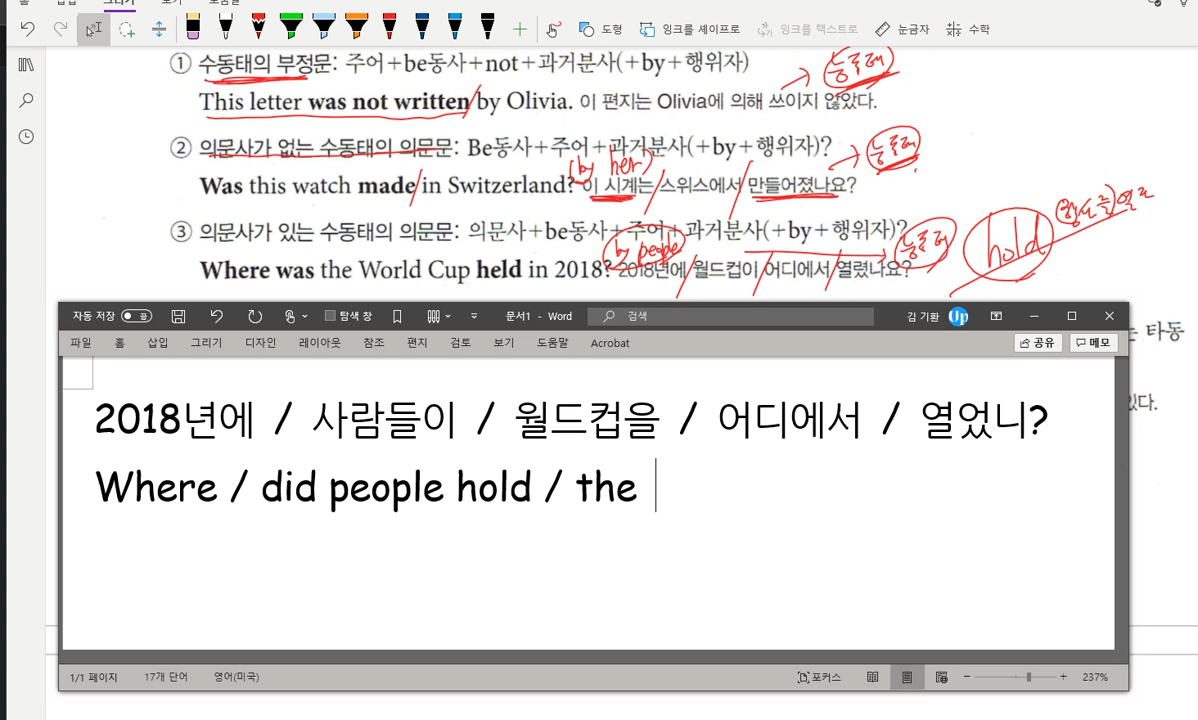 자동 저장 끔 탐색 창 문서1 - Word 검색 김 기환
파일 홈 삽입 그리기 디자인 레이아웃 참조 편지 검토 보기 도움말 Acrobat 공유 메모
잉크를 셰이프로 잉크를 텍스트로 도형 눈금자 수학
① 수동태의 부정문: 주어+be동사+not+과거분사(+by+행위자)
능동태
This letter was not written by Olivia. 이 편지는 Olivia에 의해 쓰이지 않았다.
② 의문사가 없는 수동태의 의문문: Be동사+주어+과거분사(+by+행위자)?
능동태
(by her)
Was this watch made in Switzerland? 이 시계는 스위스에서 만들어졌나요?
③ 의문사가 있는 수동태의 의문문: 의문사+be동사+주어+과거분사(+by+행위자)?
by people
능동태
hold
Where was the World Cup held in 2018? 2018년에 월드컵이 어디에서 열렸나요?
는 타동
있다.
2018년에 / 사람들이 / 월드컵을 / 어디에서 / 열었니?
Where / did people hold / the
1/1 페이지 17개 단어 영어(미국) 포커스 237%